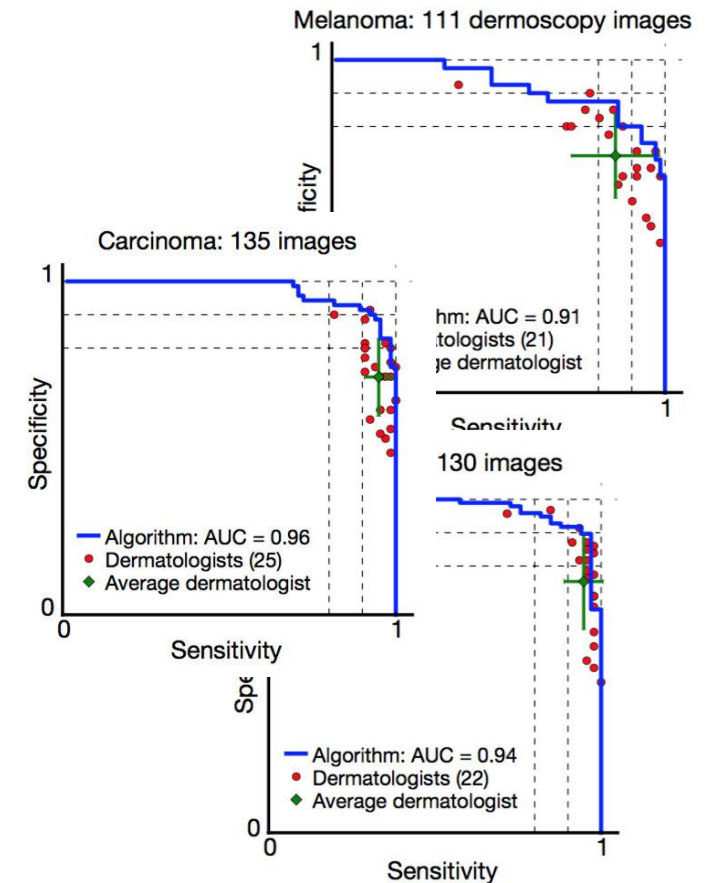 Melanoma: 111 dermoscopy images
1
ficity
hm: AUC = 0.91
tologists (21)
ge dermatologist
1
Sensitivity
Carcinoma: 135 images
1
Specificity
Algorithm: AUC = 0.96
Dermatologists (25)
Average dermatologist
0
0
1
Sensitivity
130 images
Spe
Algorithm: AUC = 0.94
Dermatologists (22)
Average dermatologist
0
0
1
Sensitivity